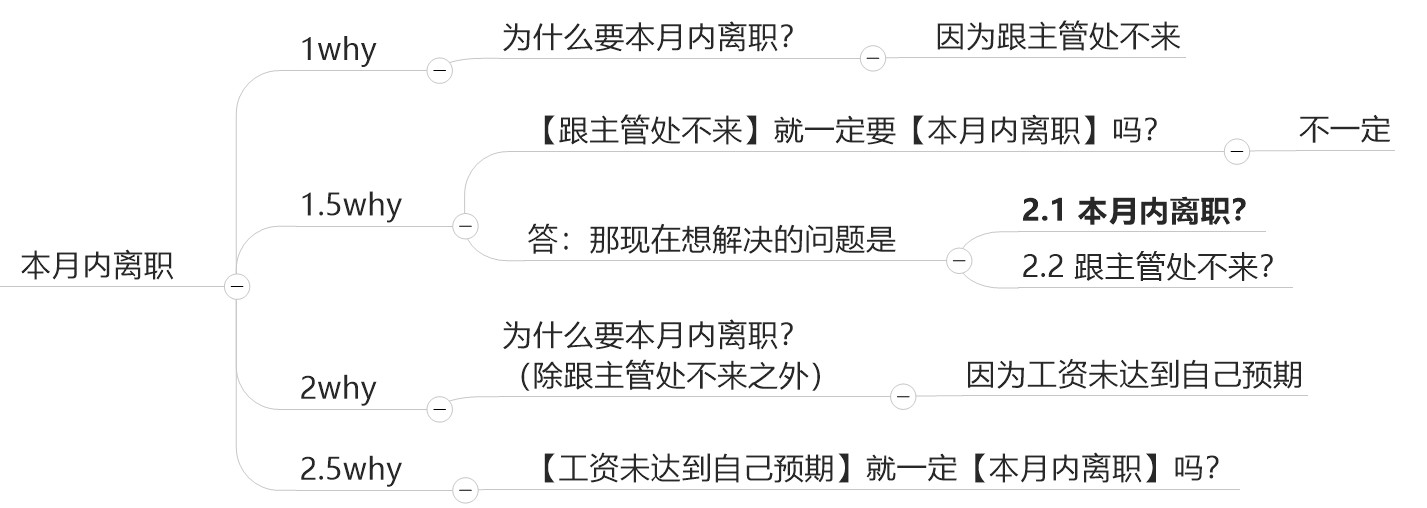 本月内离职
1why
为什么要本月内离职？
因为跟主管处不来
1.5why
【跟主管处不来】就一定要【本月内离职】吗？
不一定
答：那现在想解决的问题是
2.1 本月内离职？
2.2 跟主管处不来？
2why
为什么要本月内离职？
（除跟主管处不来之外）
因为工资未达到自己预期
2.5why
【工资未达到自己预期】就一定【本月内离职】吗？